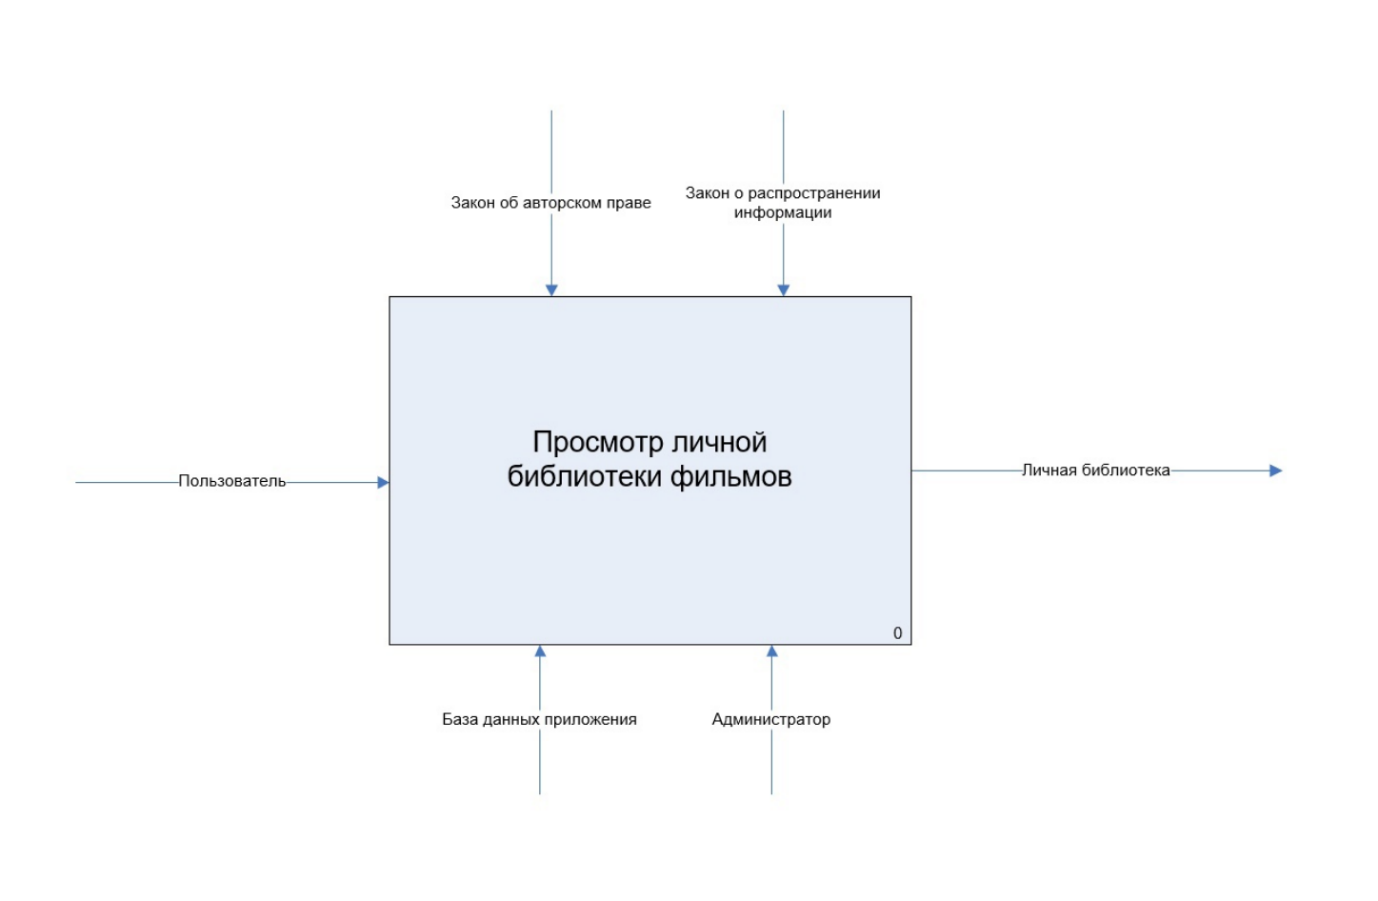 Закон об авторском праве
Закон о распространении
информации
Просмотр личной
библиотеки фильмов
Пользователь
Личная библиотека
0
База данных приложения
Администратор